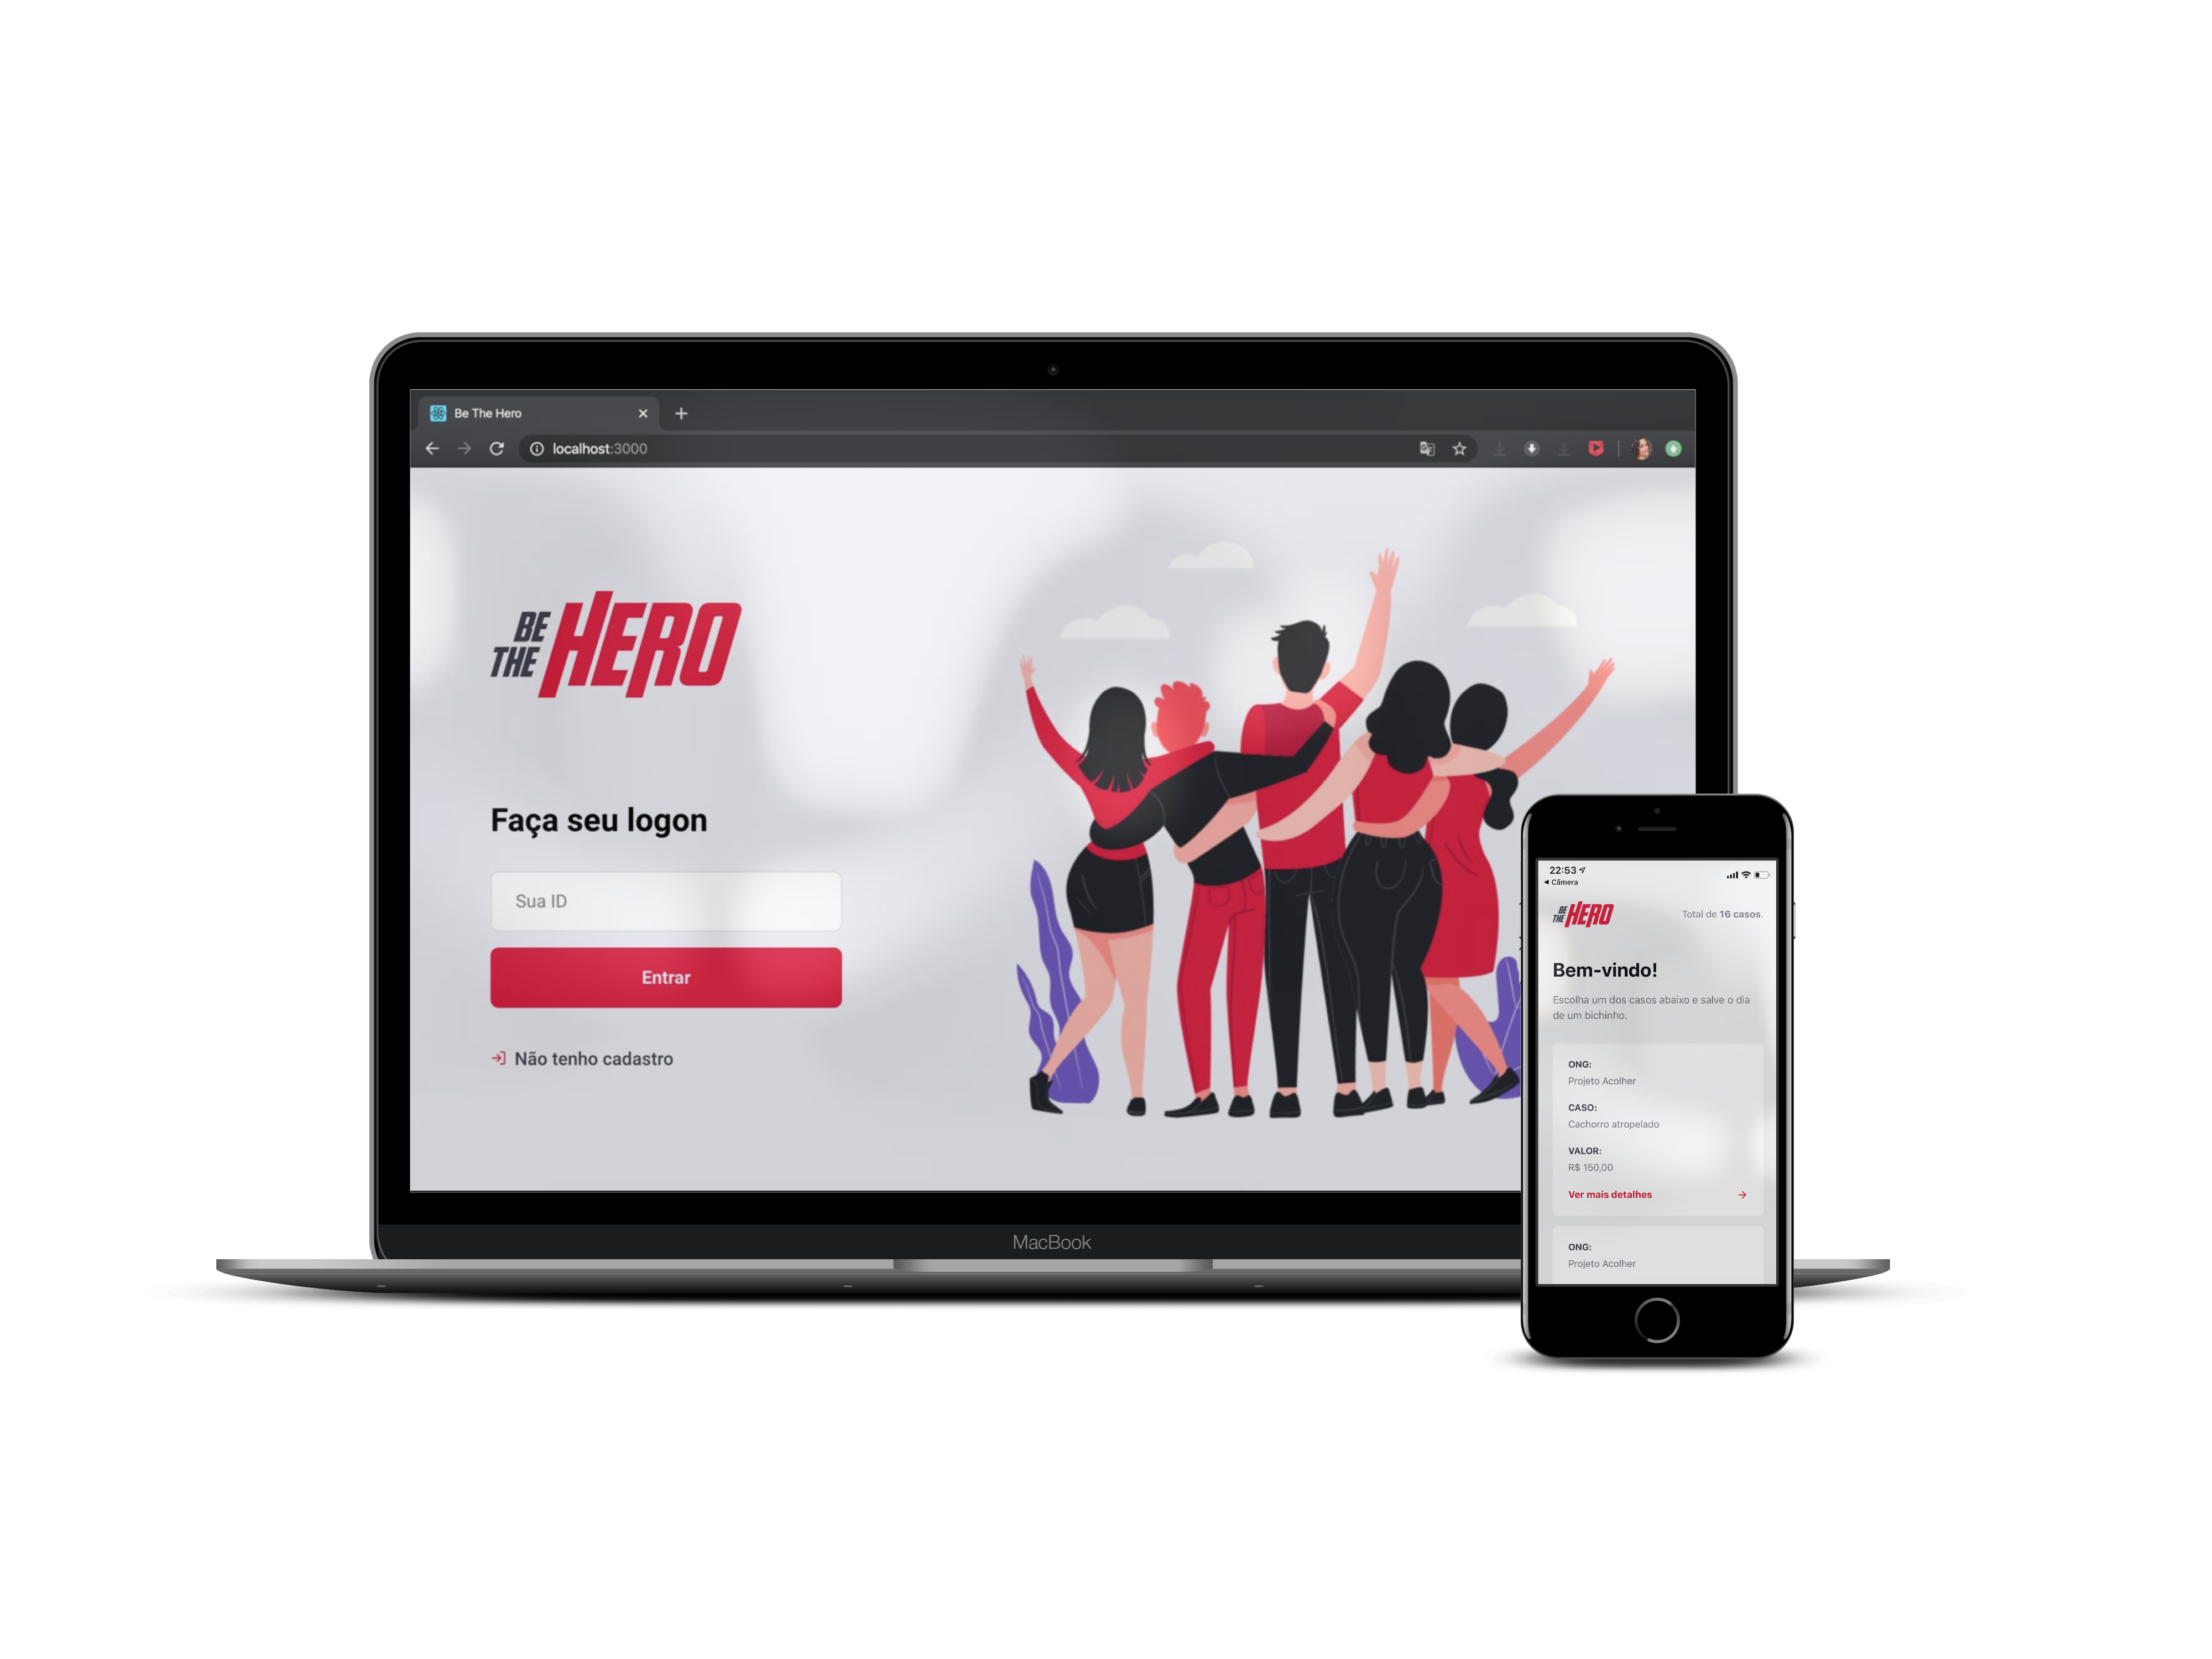 Be The Hero
localhost:3000
BE
THE HERO
Faça seu logon
Sua ID
Entrar
Não tenho cadastro
MacBook
22:53
Câmera
BE
THE HERO
Total de 16 casos.
Bem-vindo!
Escolha um dos casos abaixo e salve o dia
de um bichinho.
ONG:
Projeto Acolher
CASO:
Cachorro atropelado
VALOR:
R$ 150,00
Ver mais detalhes
ONG:
Projeto Acolher